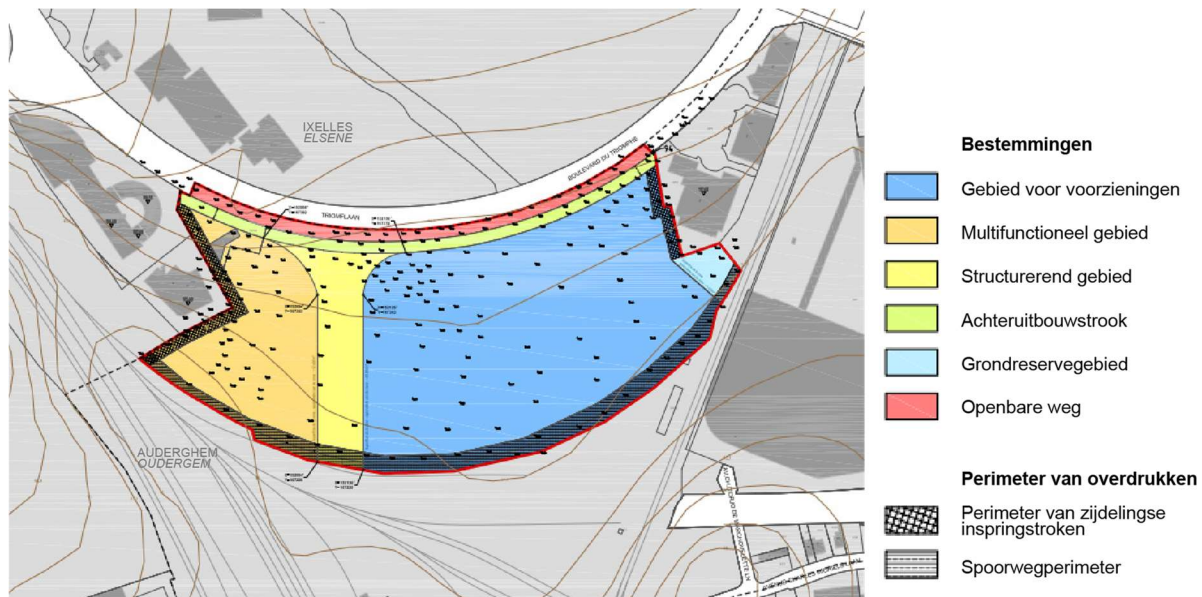 IXELLES
ELSENE
BOULEVARD DU TRIOMPHE
94
TRIOMFLAAN
AUDERGHEM
OUDERGEM
Bestemmingen
Gebied voor voorzieningen
Multifunctioneel gebied
Structurerend gebied
Achteruitbouwstrook
Grondreservegebied
Openbare weg
Perimeter van overdrukken
Perimeter van zijdelingse
inspringstroken
Spoorwegperimeter